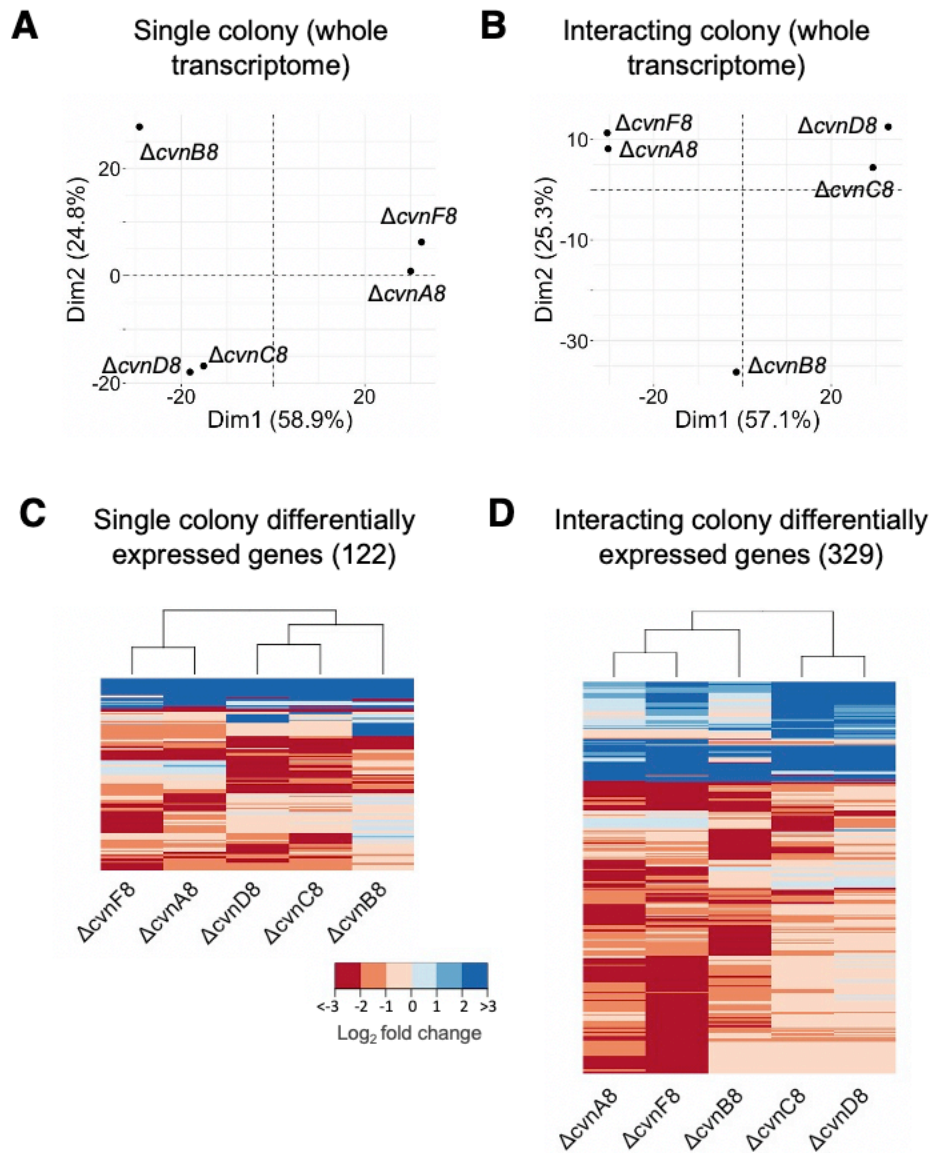 A
Single colony (whole
transcriptome)
ΔcvnB8
ΔcvnF8
ΔcvnA8
ΔcvnD8
ΔcvnC8
20
0
-20
Dim2 (24.8%)
-20
20
Dim1 (58.9%)
B
Interacting colony (whole
transcriptome)
ΔcvnF8
ΔcvnA8
ΔcvnD8
ΔcvnC8
ΔcvnB8
10
-10
-30
Dim2 (25.3%)
-20
20
Dim1 (57.1%)
C
Single colony differentially
expressed genes (122)
ΔcvnF8
ΔcvnA8
ΔcvnD8
ΔcvnC8
ΔcvnB8
<-3 -2 -1 0 1 2 >3
Log₂ fold change
D
Interacting colony differentially
expressed genes (329)
ΔcvnA8
ΔcvnF8
ΔcvnB8
ΔcvnC8
ΔcvnD8